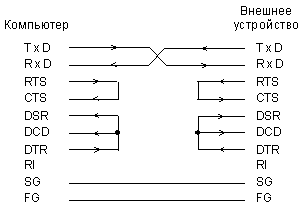 Компьютер
Внешнее
устройство
TxD TxD
RxD RxD
RTS RTS
CTS CTS
DSR DSR
DCD DCD
DTR DTR
RI RI
SG SG
FG FG